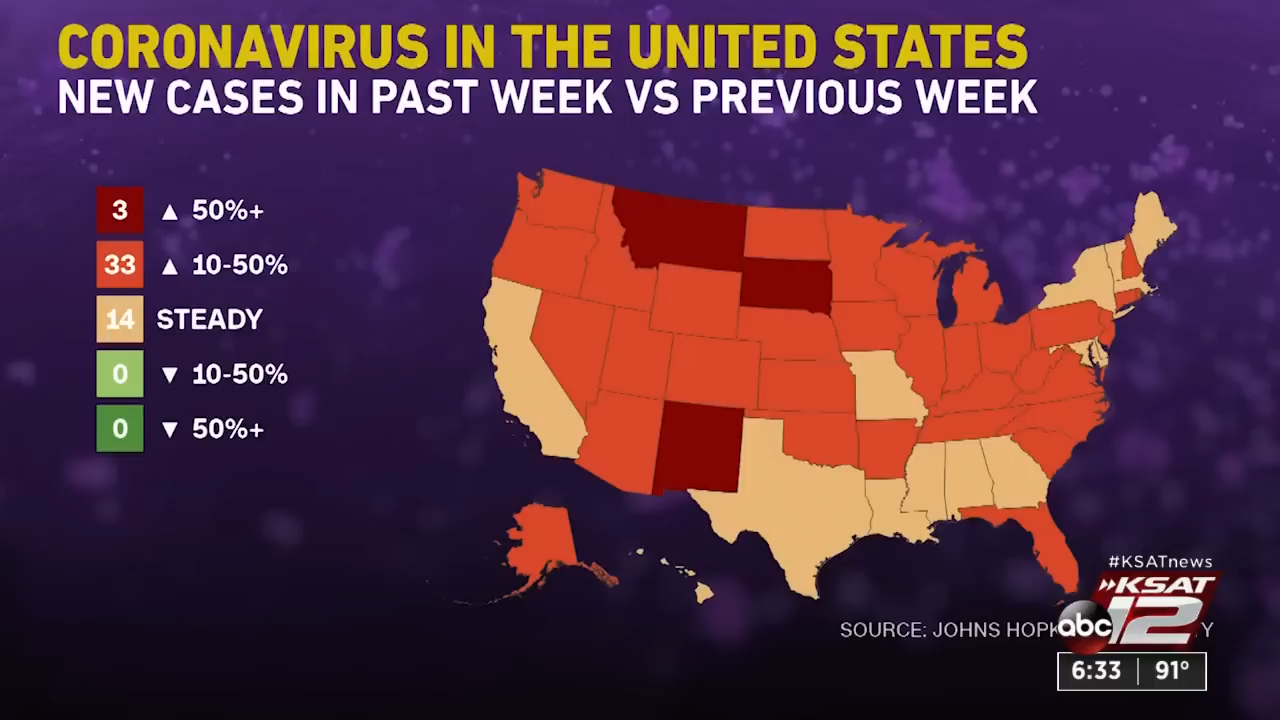 CORONAVIRUS IN THE UNITED STATES
NEW CASES IN PAST WEEK VS PREVIOUS WEEK
3 ▲ 50%+
33 ▲ 10-50%
14 STEADY
0 ▼ 10-50%
0 ▼ 50%+
#KSATnews
KSAT
abc 12
SOURCE: JOHNS
6:33 | 91°